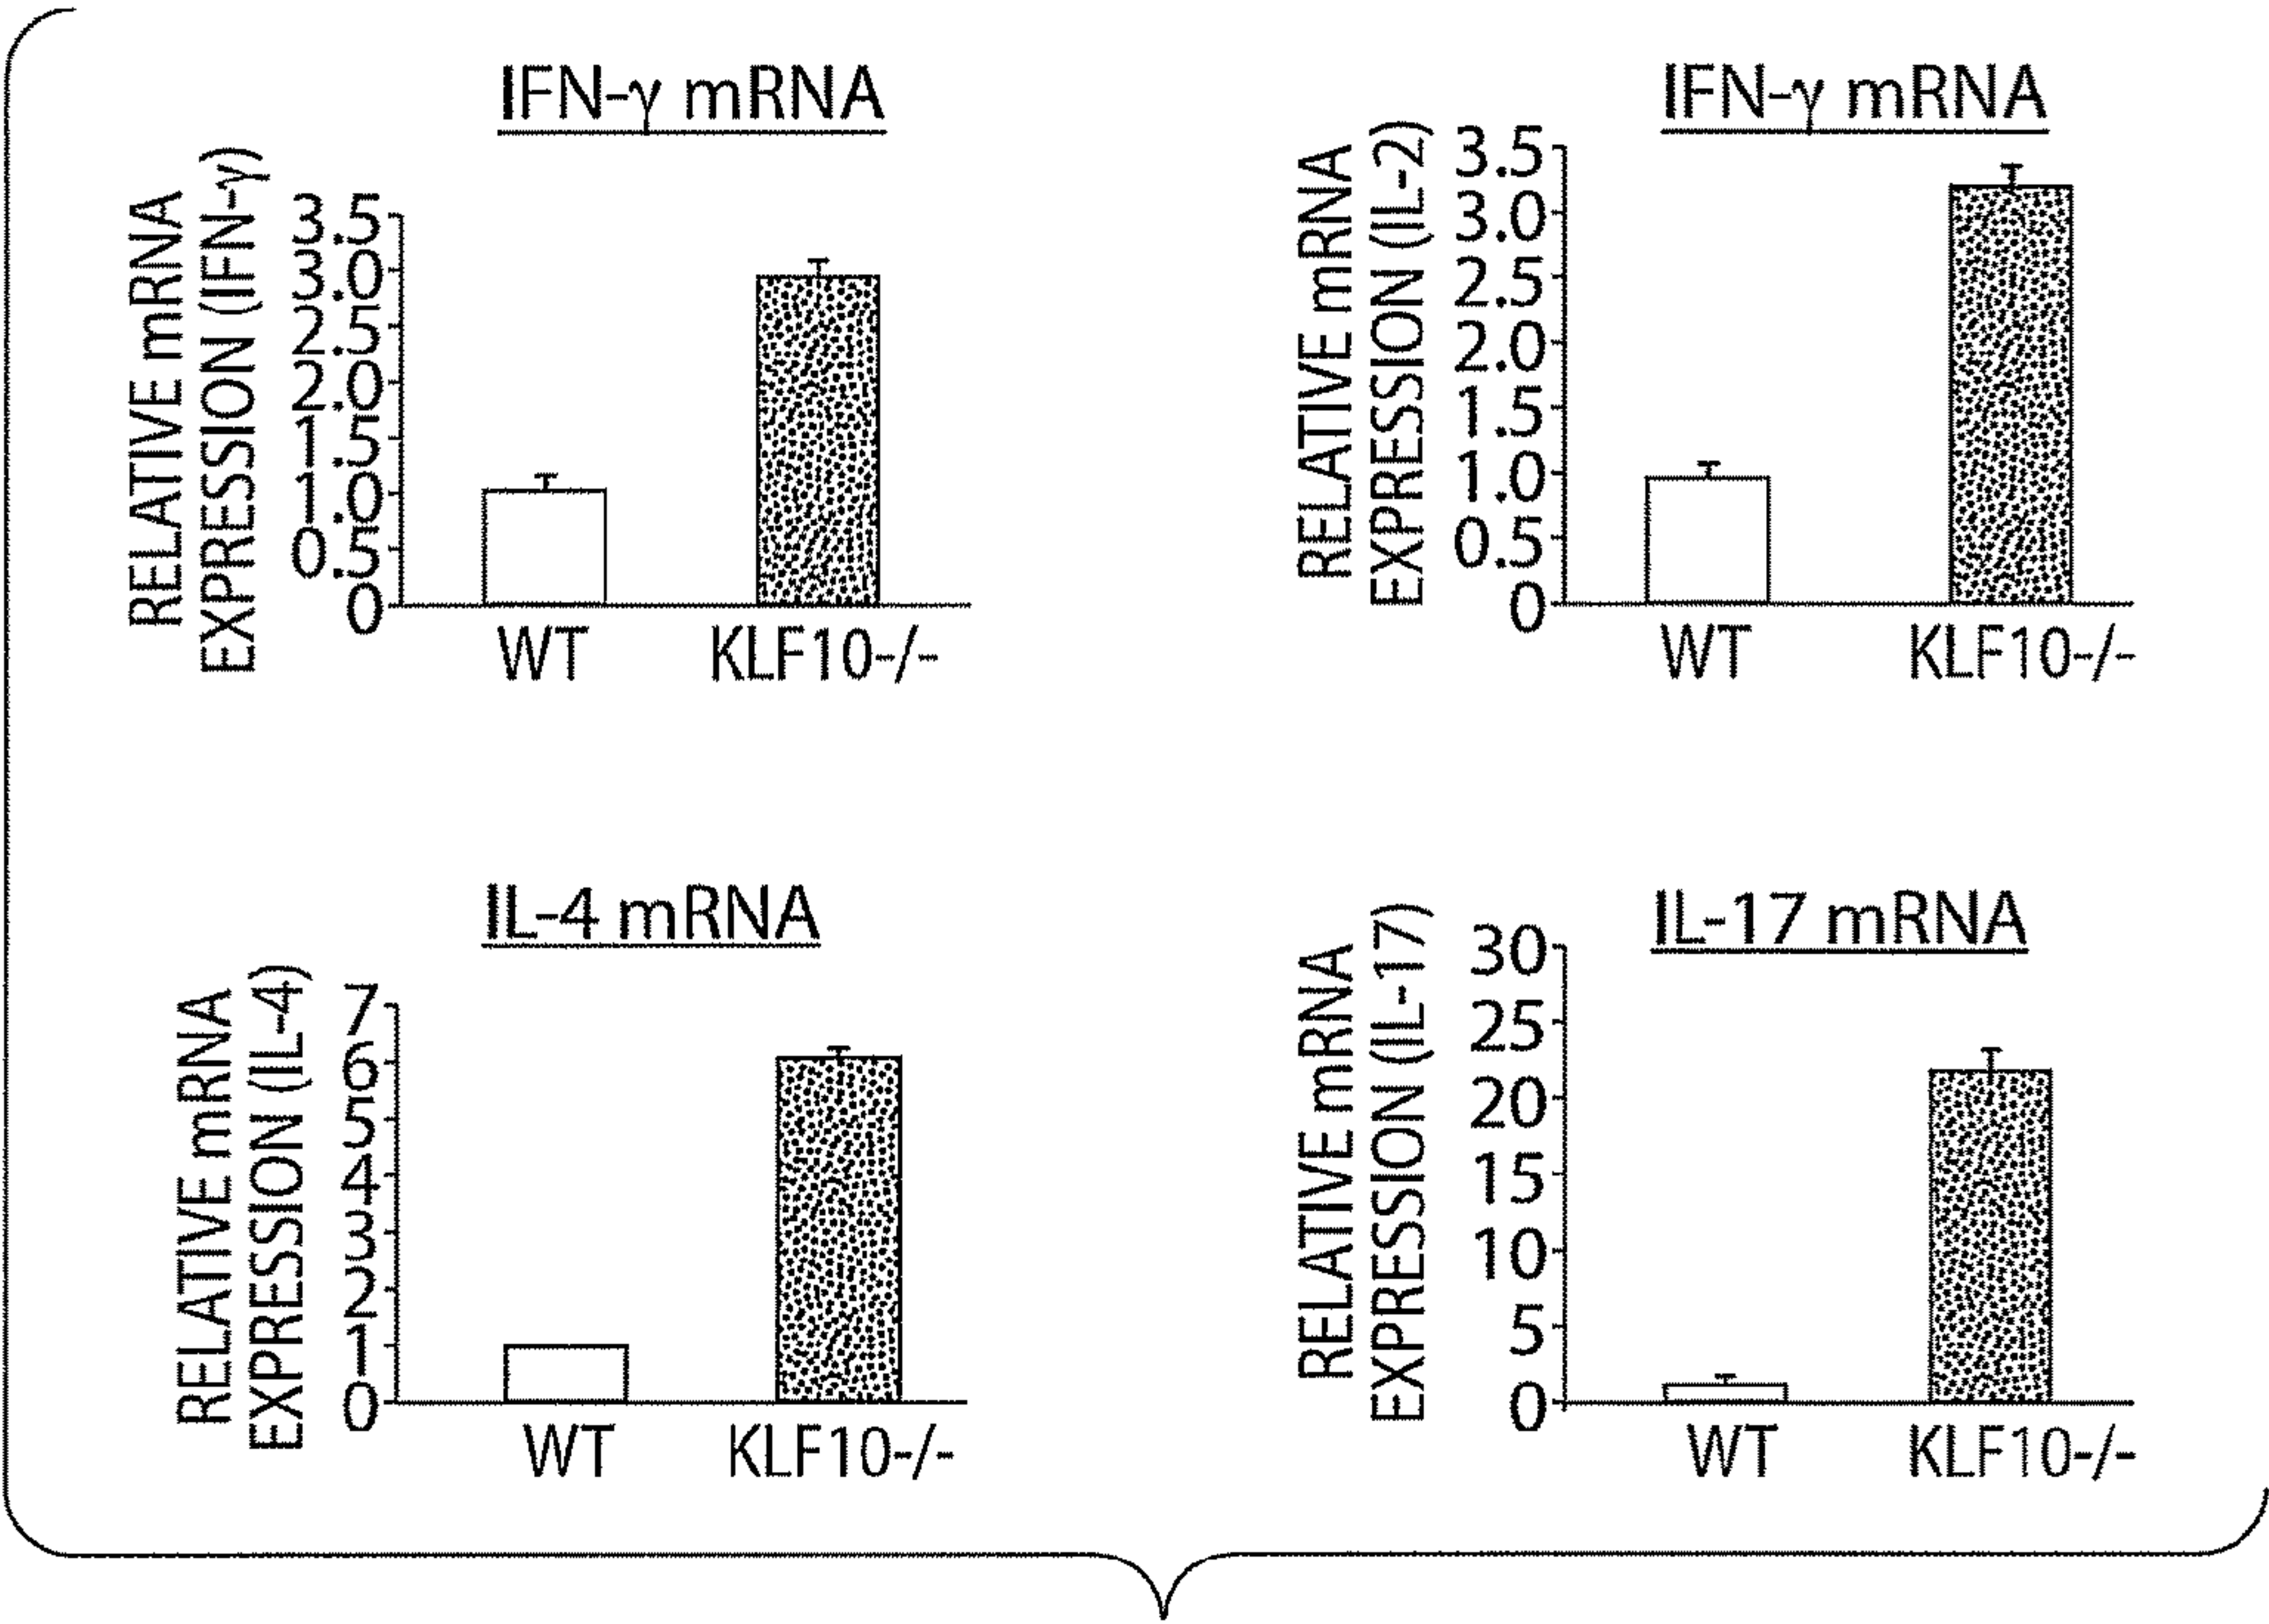 IFN-γ mRNA
RELATIVE mRNA
EXPRESSION (IFN-γ)
3.5
3.0
2.5
2.0
1.5
1.0
0.5
0
WT KLF10-/-
IFN-γ mRNA
RELATIVE mRNA
EXPRESSION (IL-2)
3.5
3.0
2.5
2.0
1.5
1.0
0.5
0
WT KLF10-/-
IL-4 mRNA
RELATIVE mRNA
EXPRESSION (IL-4)
7
6
5
4
3
2
1
0
WT KLF10-/-
IL-17 mRNA
RELATIVE mRNA
EXPRESSION (IL-17)
30
25
20
15
10
5
0
WT KLF10-/-